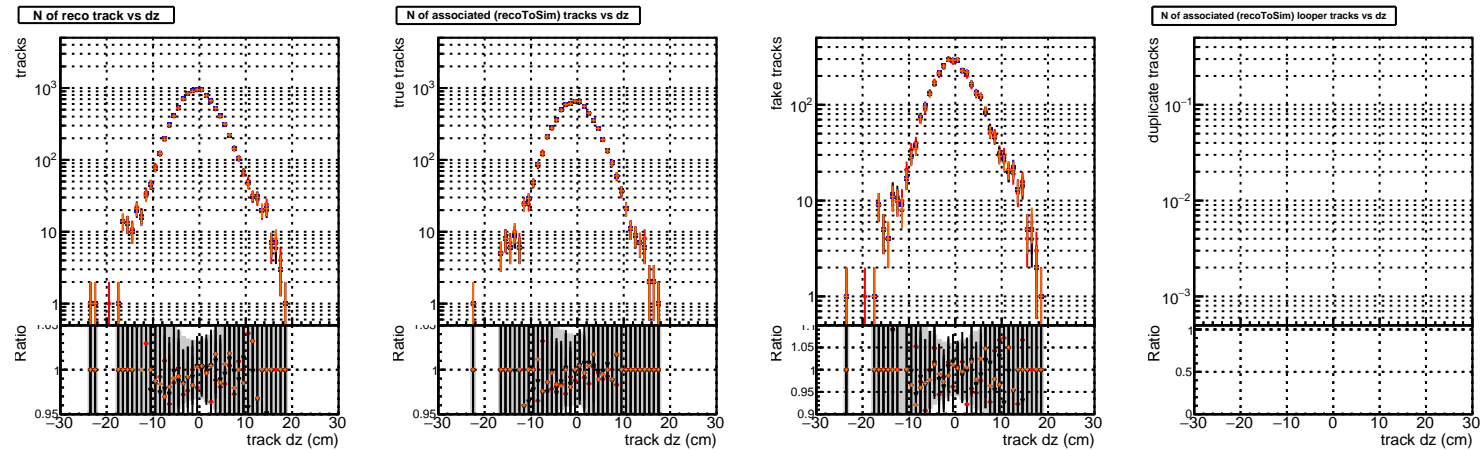 N of reco track vs dz
tracks
10³
10²
10
1
Ratio
1.05
1
0.95
−30 −20 −10 0 10 20 30
track dz (cm)
N of associated (recoToSim) tracks vs dz
true tracks
10³
10²
10
1
Ratio
1.05
1
0.95
−30 −20 −10 0 10 20 30
track dz (cm)
fake tracks
10²
10
1
Ratio
1.1
1.05
1
0.95
0.9
−30 −20 −10 0 10 20 30
track dz (cm)
N of associated (recoToSim) looper tracks vs dz
duplicate tracks
10⁻¹
10⁻²
10⁻³
Ratio
1
0.5
0
−30 −20 −10 0 10 20 30
track dz (cm)